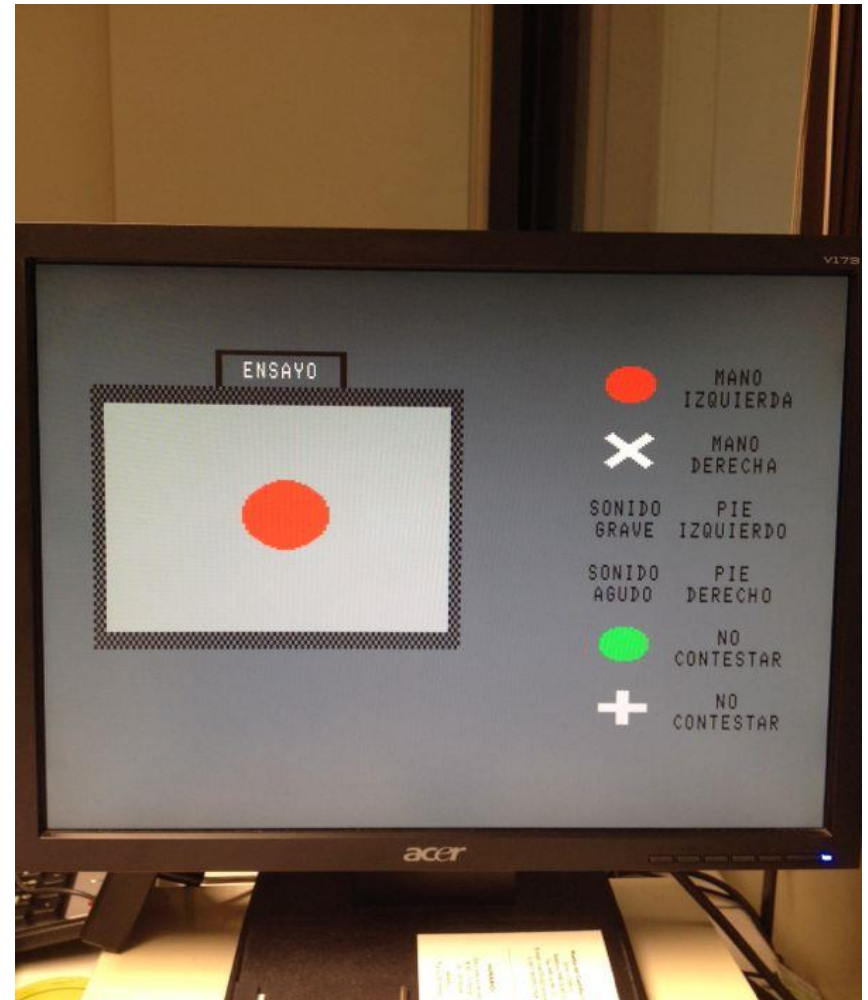 V173
ENSAYO
MANO
IZQUIERDA
MANO
DERECHA
SONIDO PIE
GRAVE IZQUIERDO
SONIDO PIE
AGUDO DERECHO
NO
CONTESTAR
NO
CONTESTAR
acer